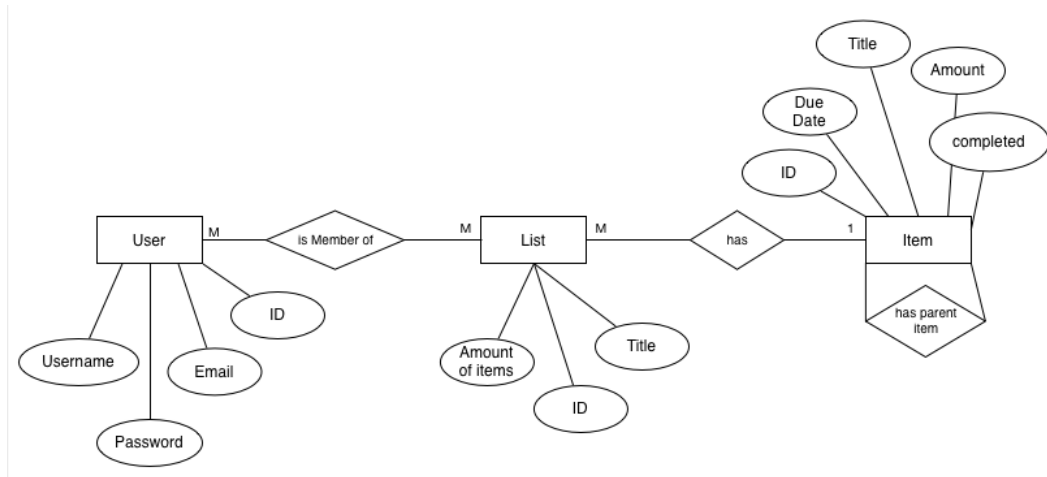 Title
Amount
Due
Date
completed
ID
User
M
is Member of
M
List
M
has
1
Item
ID
has parent
item
Username
Email
Amount
of items
Title
ID
Password